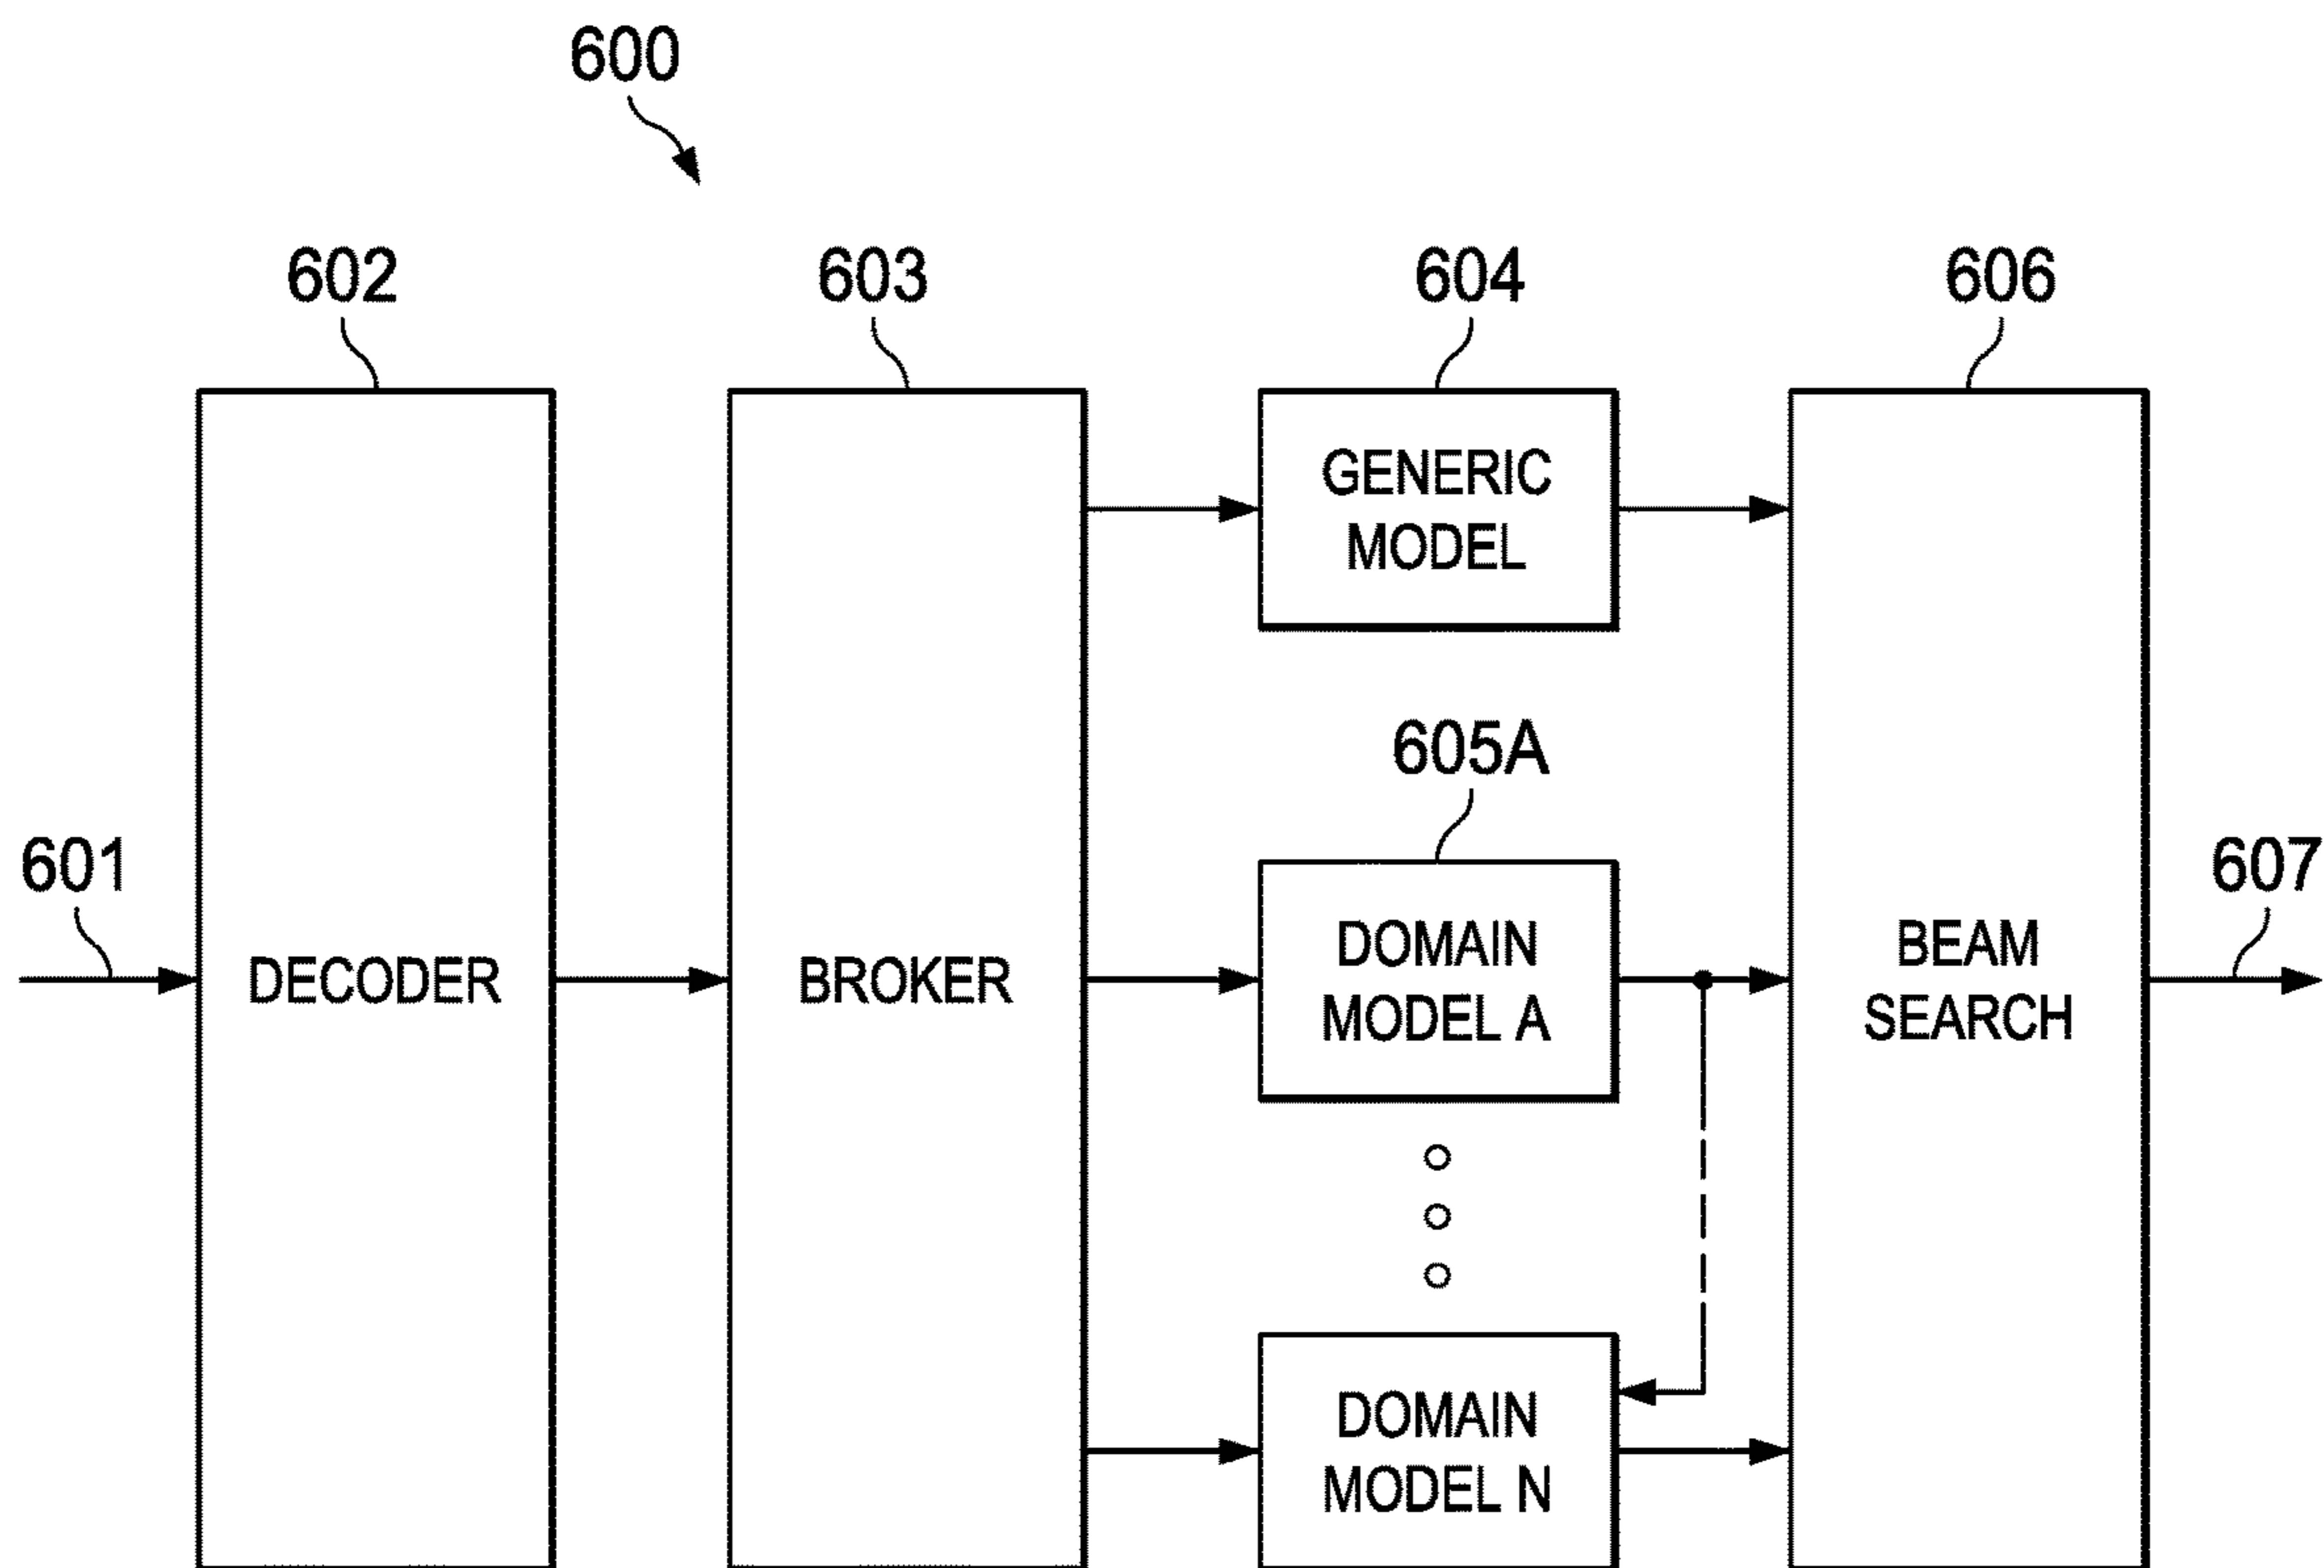 600
602
603
604
606
GENERIC
MODEL
605A
601
607
DECODER
BROKER
DOMAIN
MODEL A
BEAM
SEARCH
DOMAIN
MODEL N